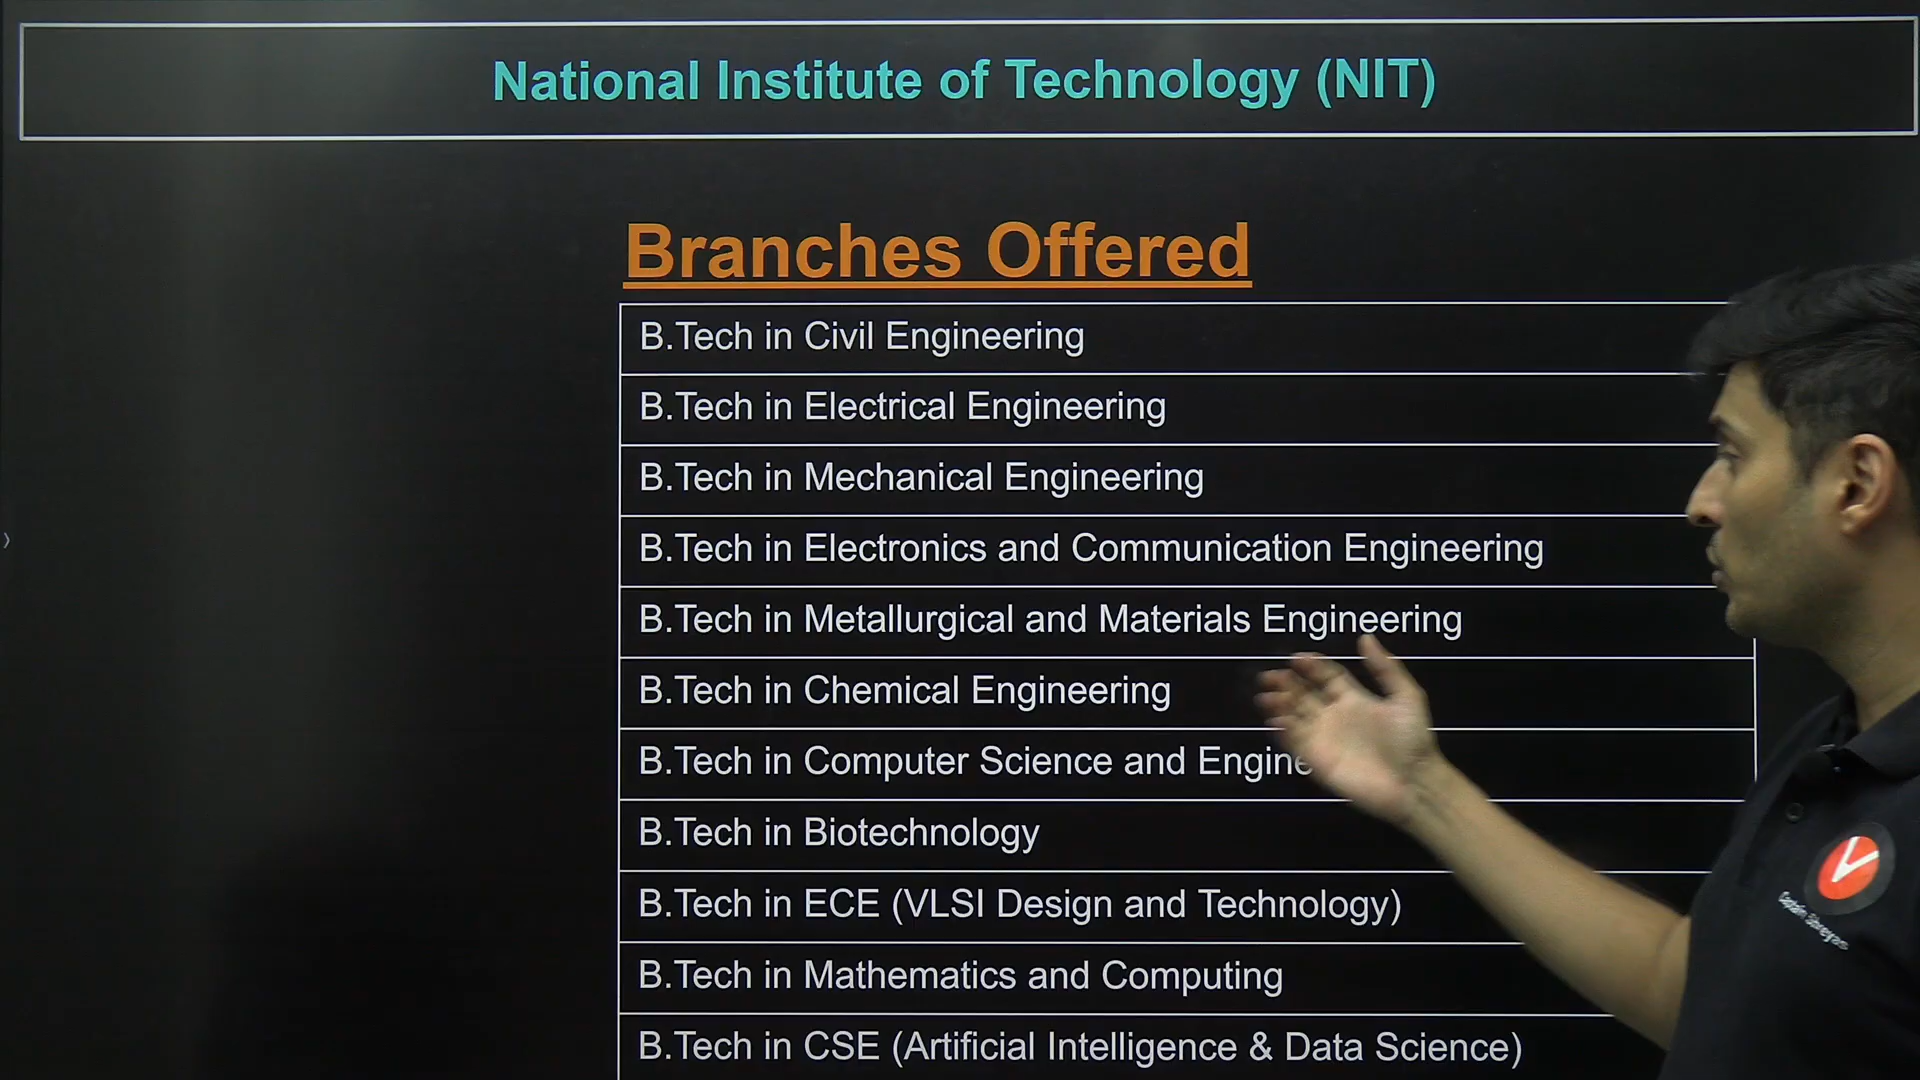 National Institute of Technology (NIT)
Branches Offered
B.Tech in Civil Engineering
B.Tech in Electrical Engineering
B.Tech in Mechanical Engineering
B.Tech in Electronics and Communication Engineering
B.Tech in Metallurgical and Materials Engineering
B.Tech in Chemical Engineering
B.Tech in Computer Science and Engine
B.Tech in Biotechnology
B.Tech in ECE (VLSI Design and Technology)
B.Tech in Mathematics and Computing
B.Tech in CSE (Artificial Intelligence & Data Science)
V